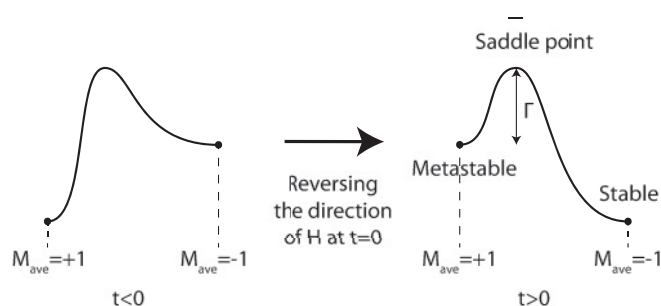 Saddle point
Γ
Metastable
Reversing
the direction
of H at t=0
Stable
M_ave=+1
M_ave=-1
M_ave=+1
M_ave=-1
t<0
t>0